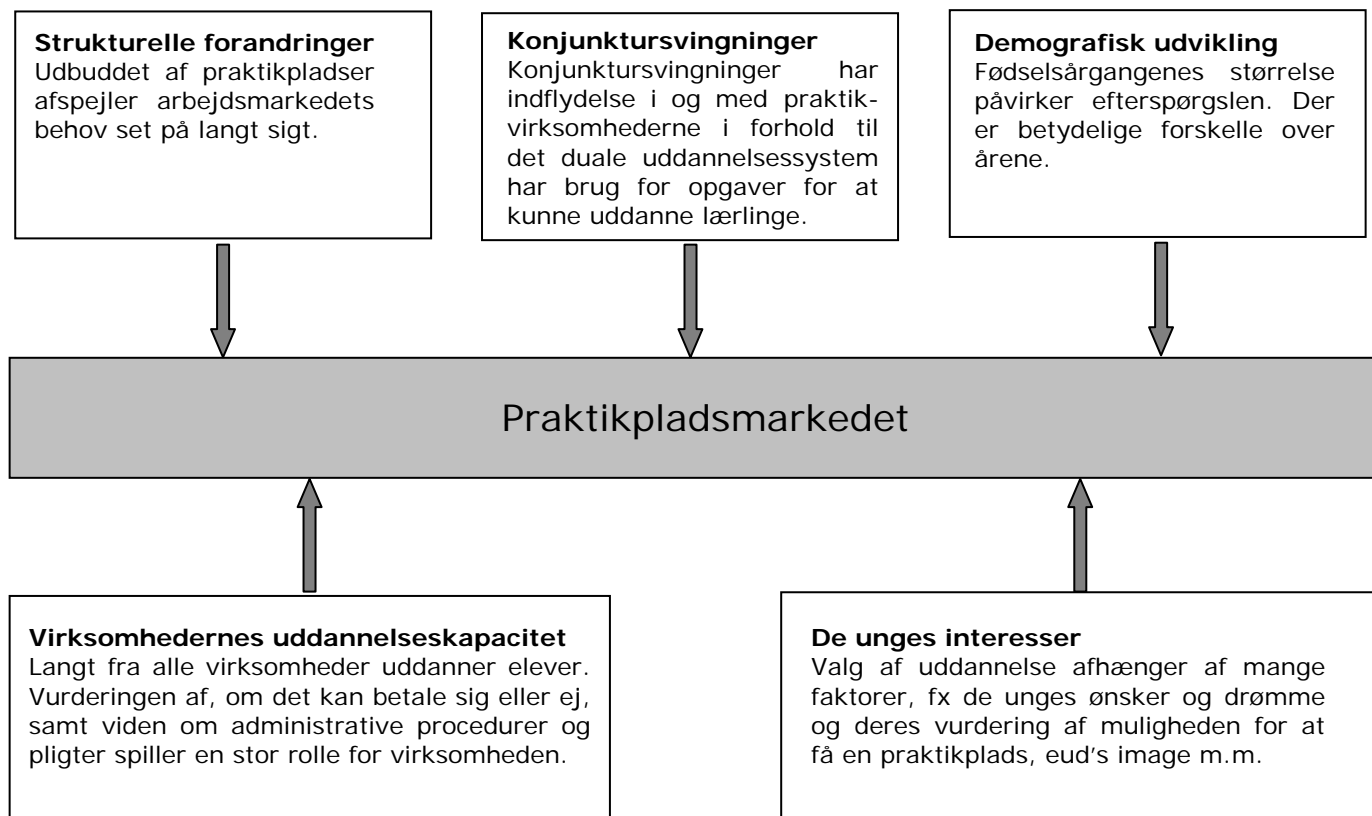 Strukturelle forandringer
Udbuddet af praktikpladser
afspejler arbejdsmarkedets
behov set på langt sigt.
Konjunktursvingninger
Konjunktursvingninger har
indflydelse i og med praktik-
virksomhederne i forhold til
det duale uddannelsessystem
har brug for opgaver for at
kunne uddanne lærlinge.
Demografisk udvikling
Fødselsårgangenes størrelse
påvirker efterspørgslen. Der
er betydelige forskelle over
årene.
Praktikpladsmarkedet
Virksomhedernes uddannelseskapacitet
Langt fra alle virksomheder uddanner elever.
Vurderingen af, om det kan betale sig eller ej,
samt viden om administrative procedurer og
pligter spiller en stor rolle for virksomheden.
De unges interesser
Valg af uddannelse afhænger af mange
faktorer, fx de unges ønsker og drømme
og deres vurdering af muligheden for at
få en praktikplads, eud's image m.m.